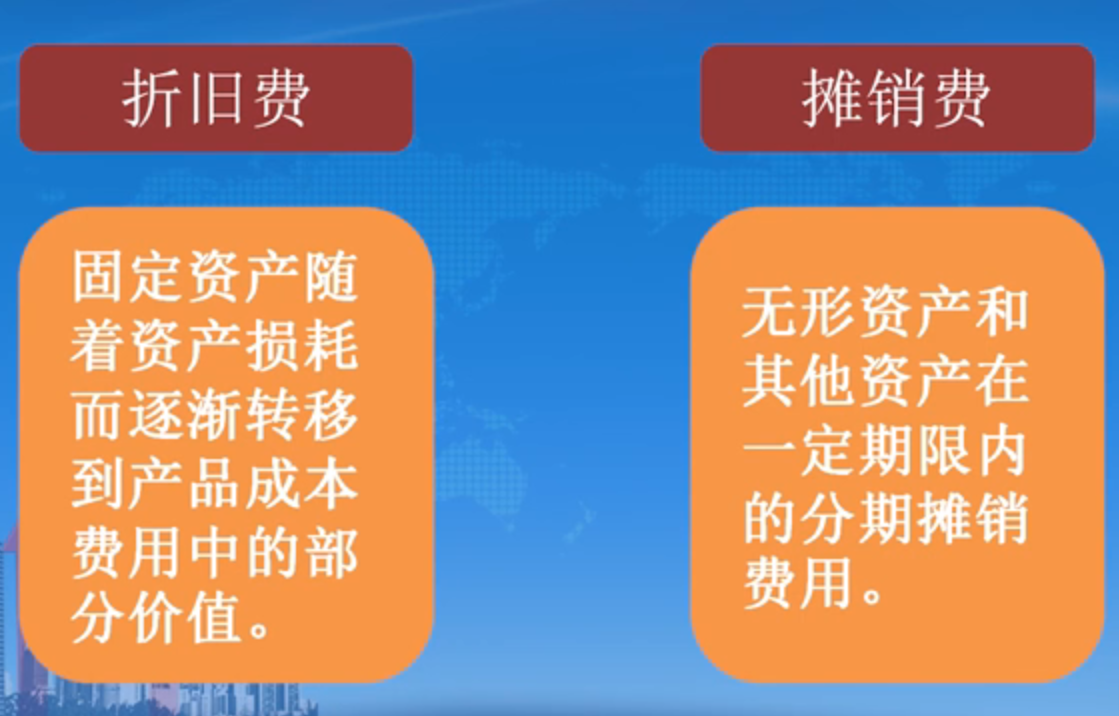 折旧费
固定资产随
着资产损耗
而逐渐转移
到产品成本
费用中的部
分价值。
摊销费
无形资产和
其他资产在
一定期限内
的分期摊销
费用。